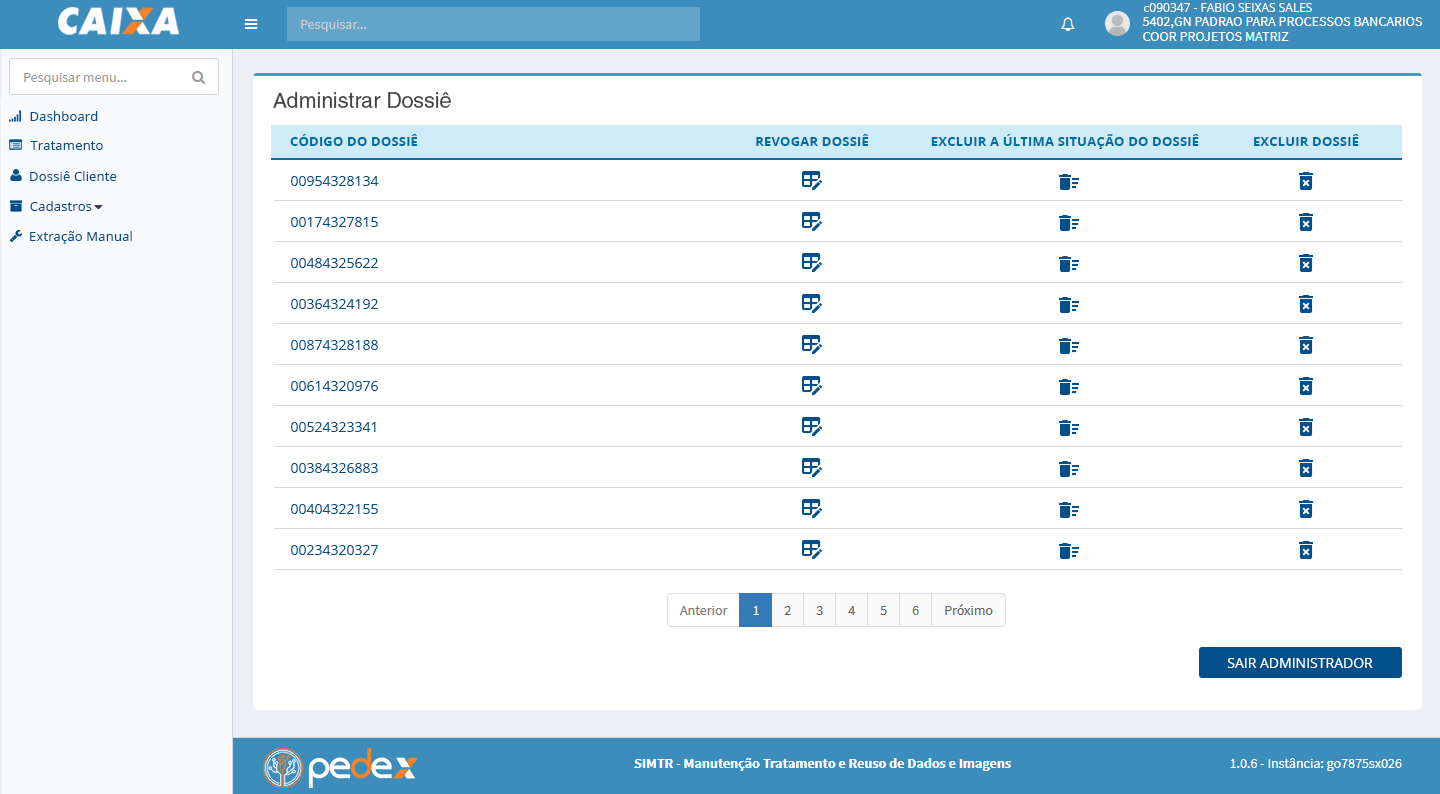 CAIXA
Pesquisar...
c090347 - FABIO SEIXAS SALES
5402,GN PADRAO PARA PROCESSOS BANCARIOS
COOR PROJETOS MATRIZ
Pesquisar menu...
Dashboard
Tratamento
Dossiê Cliente
Cadastros
Extração Manual
Administrar Dossiê
CÓDIGO DO DOSSIÊ REVOGAR DOSSIÊ EXCLUIR A ÚLTIMA SITUAÇÃO DO DOSSIÊ EXCLUIR DOSSIÊ
00954328134
00174327815
00484325622
00364324192
00874328188
00614320976
00524323341
00384326883
00404322155
00234320327
Anterior 1 2 3 4 5 6 Próximo
SAIR ADMINISTRADOR
pedex
SIMTR - Manutenção Tratamento e Reuso de Dados e Imagens
1.0.6 - Instância: go7875sx026